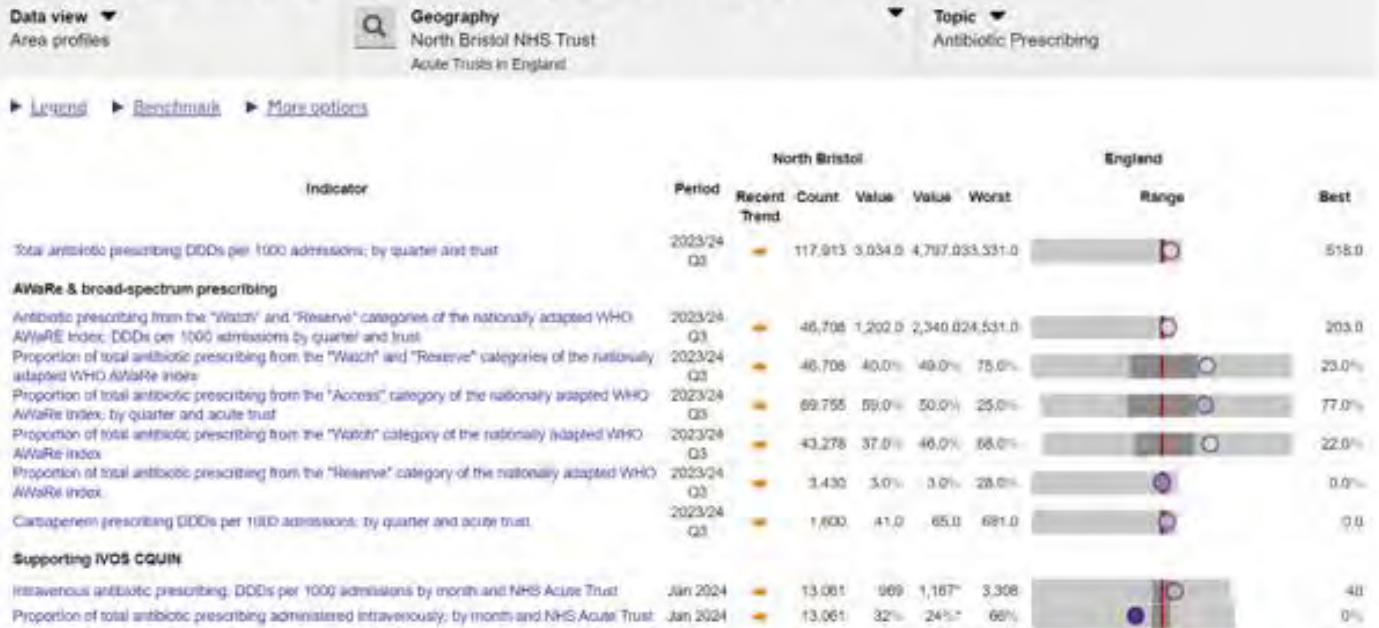 Data view ▼
Area profiles
Geography
North Bristol NHS Trust
Acute Trusts in England
Topic ▼
Antibiotic Prescribing
▶ Legend ▶ Benchmark ▶ More options
North Bristol England
Indicator Period Recent Trend Count Value Value Worst Range Best
Total antibiotic prescribing DDDs per 1000 admissions; by quarter and trust 2023/24 Q3 117,913 3,034.0 4,797.0 33,331.0 518.0
AWaRe & broad-spectrum prescribing
Antibiotic prescribing from the "Watch" and "Reserve" categories of the nationally adapted WHO
AWaRE index; DDDs per 1000 admissions by quarter and trust 2023/24 Q3 46,708 1,202.0 2,340.0 24,531.0 203.0
Proportion of total antibiotic prescribing from the "Watch" and "Reserve" categories of the nationally
adapted WHO AWaRe index 2023/24 Q3 46,708 40.0% 49.0% 75.0% 23.0%
Proportion of total antibiotic prescribing from the "Access" category of the nationally adapted WHO
AWaRe index; by quarter and acute trust 2023/24 Q3 69,755 59.0% 50.0% 25.0% 77.0%
Proportion of total antibiotic prescribing from the "Watch" category of the nationally adapted WHO
AWaRe index 2023/24 Q3 43,278 37.0% 46.0% 68.0% 22.0%
Proportion of total antibiotic prescribing from the "Reserve" category of the nationally adapted WHO
AWaRe index. 2023/24 Q3 3,430 3.0% 3.0% 28.0% 0.0%
Carbapenem prescribing DDDs per 1000 admissions; by quarter and acute trust. 2023/24 Q3 1,600 41.0 65.0 681.0 0.0
Supporting IVOS CQUIN
Intravenous antibiotic prescribing; DDDs per 1000 admissions by month and NHS Acute Trust Jan 2024 13,061 969 1,167* 3,308 40
Proportion of total antibiotic prescribing administered intravenously; by month and NHS Acute Trust Jan 2024 13,061 32% 24%* 66% 0%